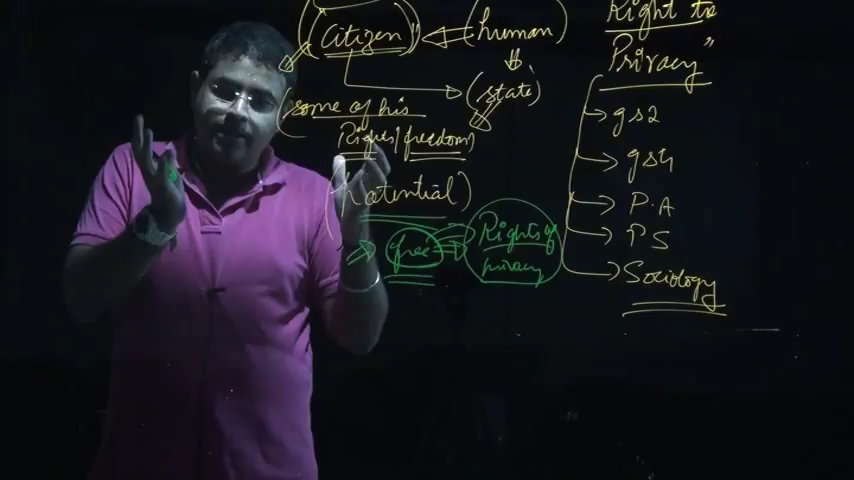 (Citizen)" (human)
(state)
(some of his
Rights/freedom)
(Potential)
free
Rights of
privacy
Right to
Privacy"
gs2
gs4
P.A
PS
Sociology